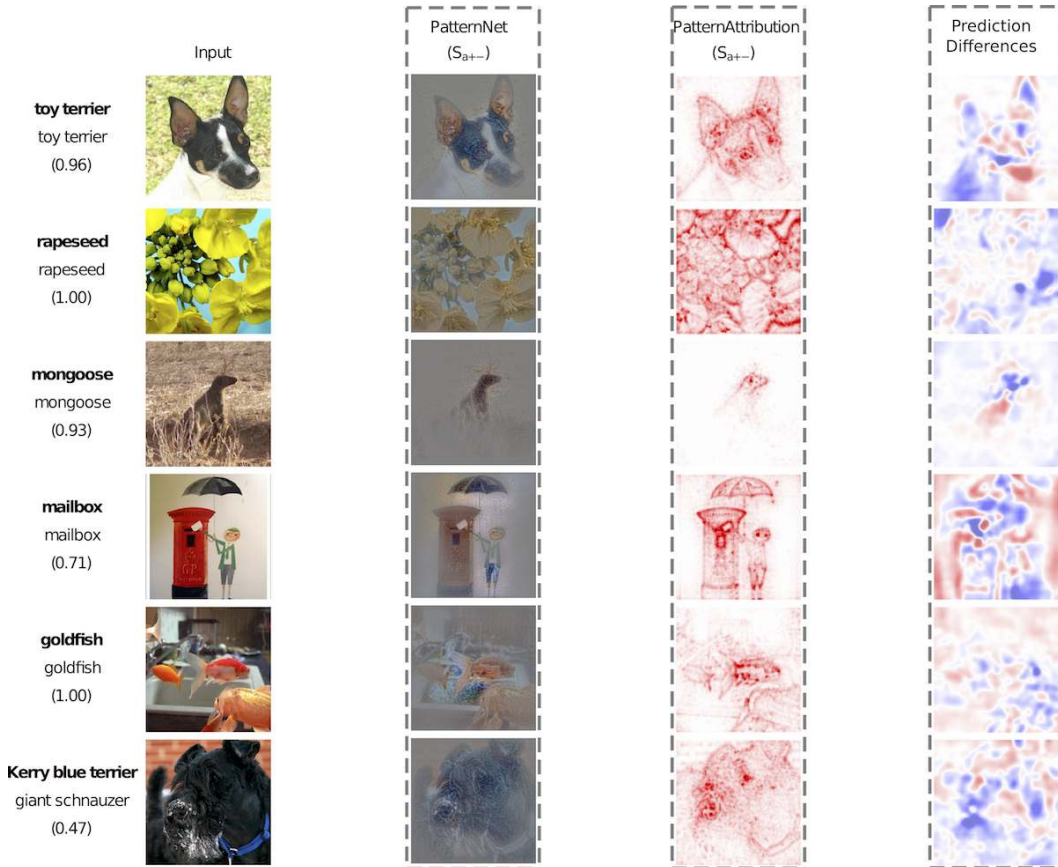 Input
PatternNet
(Sa+−)
PatternAttribution
(Sa+−)
Prediction
Differences
toy terrier
toy terrier
(0.96)
rapeseed
rapeseed
(1.00)
mongoose
mongoose
(0.93)
mailbox
mailbox
(0.71)
goldfish
goldfish
(1.00)
Kerry blue terrier
giant schnauzer
(0.47)